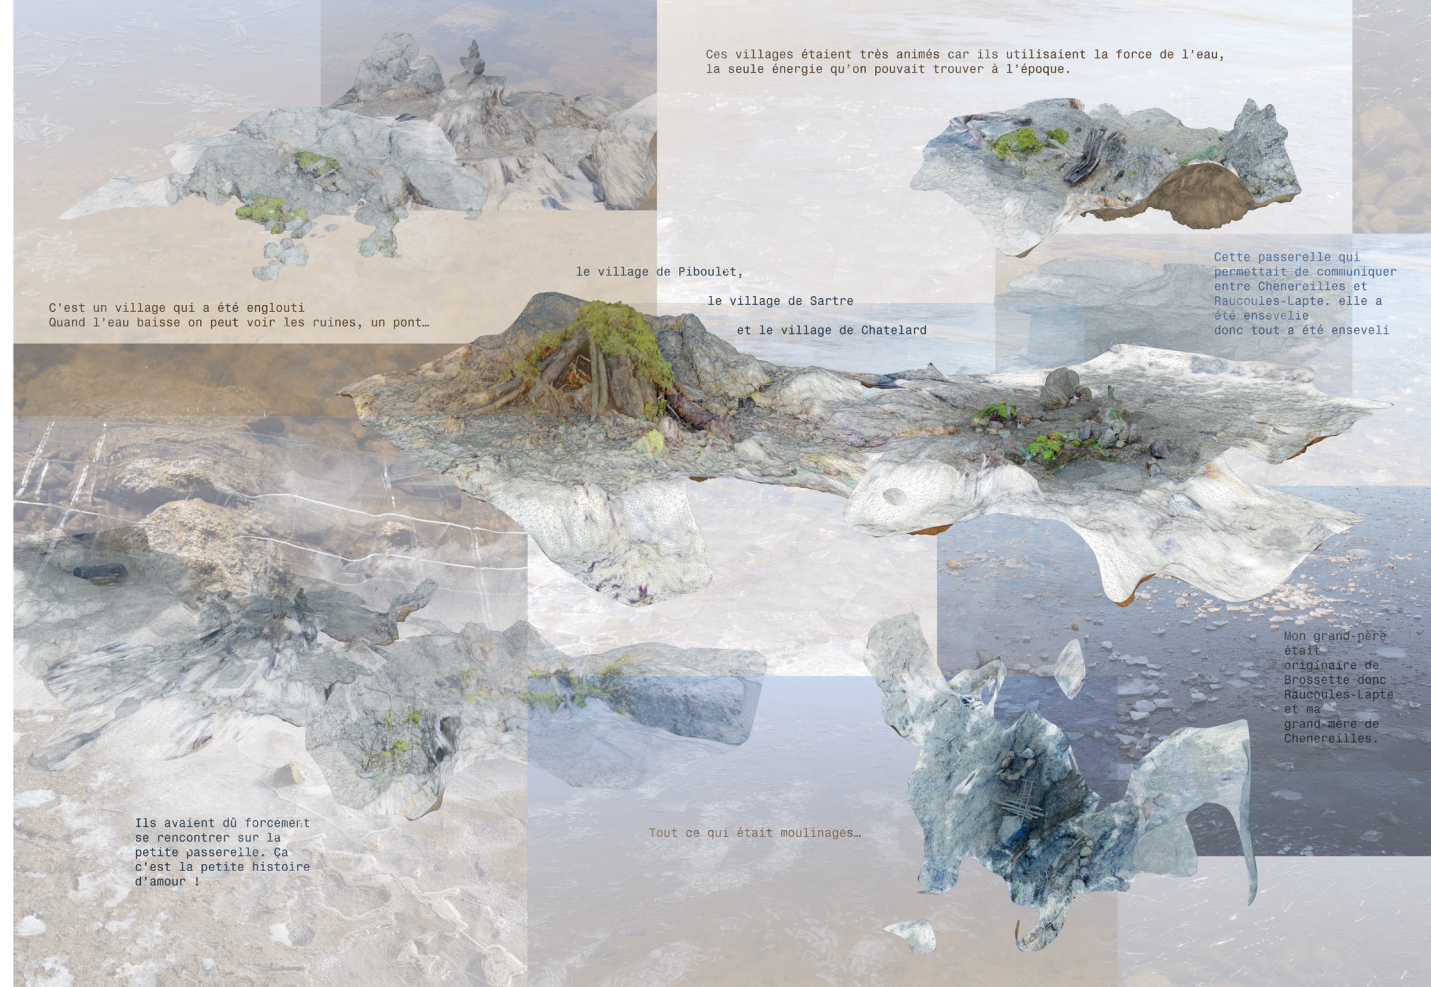 Ces villages étaient très animés car ils utilisaient la force de l'eau,
la seule énergie qu'on pouvait trouver à l'époque.
le village de Piboulet,
le village de Sartre
et le village de Chatelard
Cette passerelle qui
permettait de communiquer
entre Chenereilles et
Raucoules-Lapte. elle a
été ensevelie
donc tout a été enseveli
C'est un village qui a été englouti
Quand l'eau baisse on peut voir les ruines, un pont…
Mon grand-père
était
originaire de
Brossette donc
Raucoules-Lapte
et ma
grand-mère de
Chenereilles.
Ils avaient dû forcément
se rencontrer sur la
petite passerelle. Ça
c'est la petite histoire
d'amour !
Tout ce qui était moulinages…